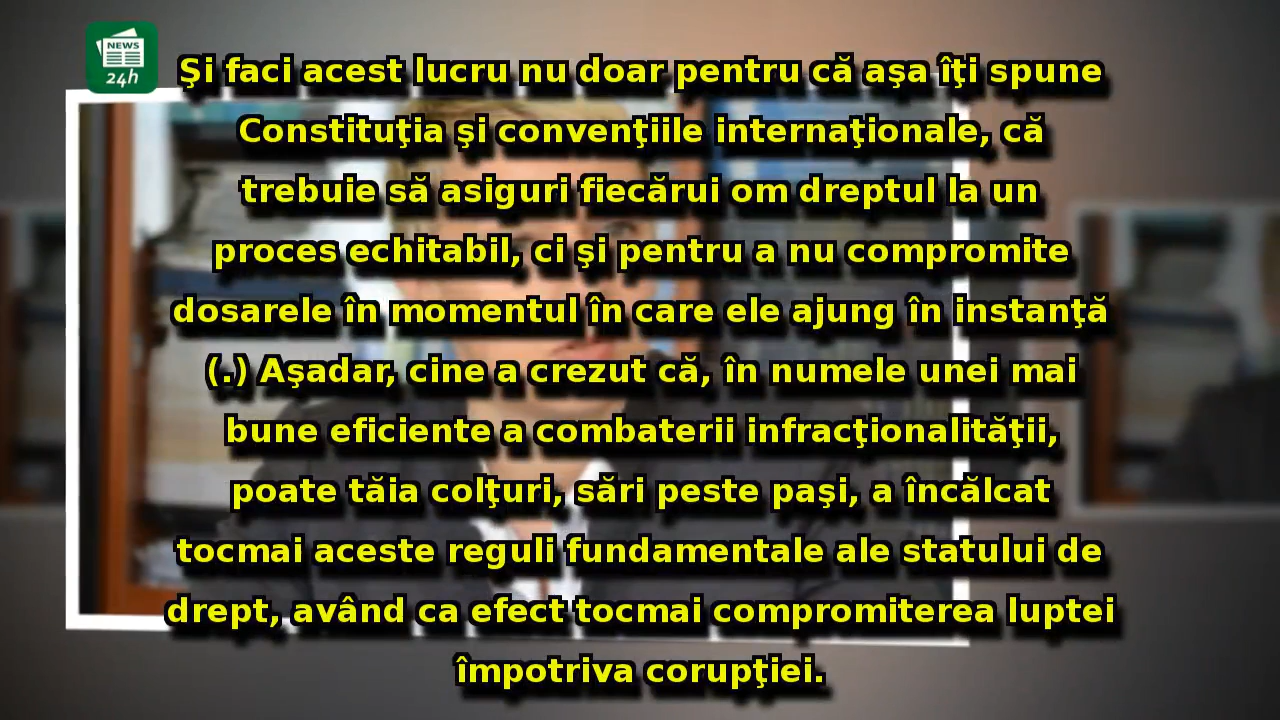 NEWS
24h
Şi faci acest lucru nu doar pentru că aşa îţi spune
Constituţia şi convenţiile internaţionale, că
trebuie să asiguri fiecărui om dreptul la un
proces echitabil, ci şi pentru a nu compromite
dosarele în momentul în care ele ajung în instanţă
(.) Aşadar, cine a crezut că, în numele unei mai
bune eficiente a combaterii infracţionalităţii,
poate tăia colţuri, sări peste paşi, a încălcat
tocmai aceste reguli fundamentale ale statului de
drept, având ca efect tocmai compromiterea luptei
împotriva corupţiei.